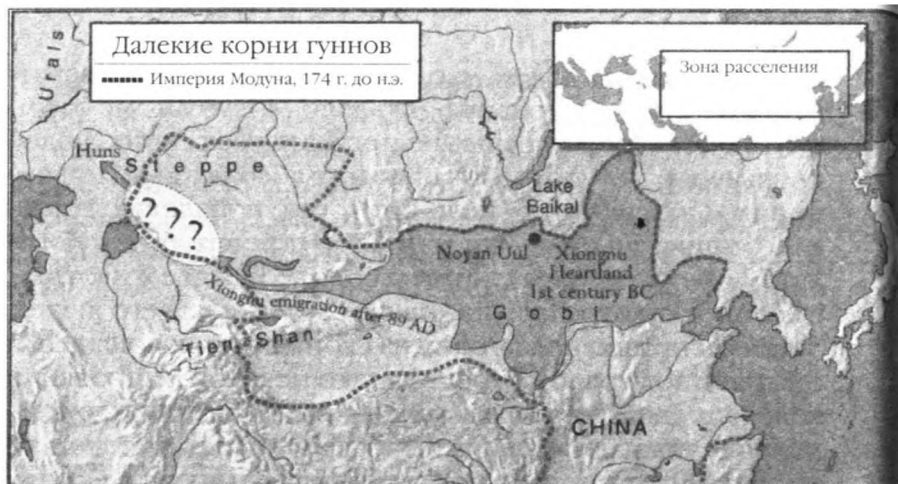 Далекие корни гуннов
Империя Модуна, 174 г. до н.э.
Зона расселения
Urals
Huns
Steppe
? ? ?
Lake
Baikal
Noyan Uul
Xiongnu
Heartland
1st century BC
Gobi
Xiongnu emigration after 89 AD
Tien Shan
CHINA